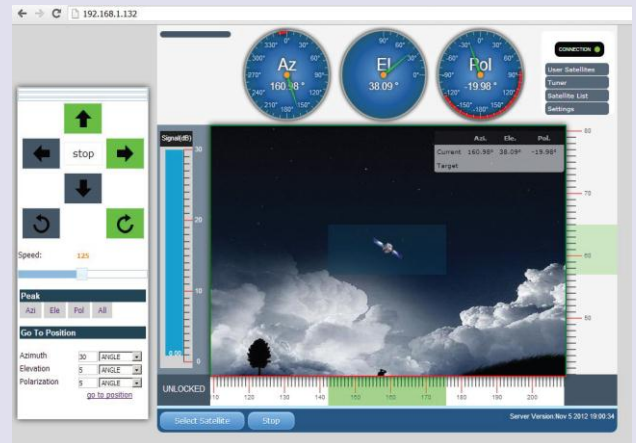 192.168.1.132
Az
160.98°
El
38.09°
Pol
-19.98°
CONNECTION
User Satellites
Tuner
Satellite List
Settings
stop
Speed: 125
Peak
Azi Ele Pol All
Go To Position
Azimuth 30 ANGLE
Elevation 5 ANGLE
Polarization 5 ANGLE
go to position
Signal(dB)
30
20
10
0.00
0
Azi. Ele. Pol.
Current 160.98° 38.09° -19.98°
Target
80
70
60
50
UNLOCKED
110 120 130 140 150 160 170 180 190 200
Select Satellite Stop
Server Version:Nov 5 2012 19:00:34